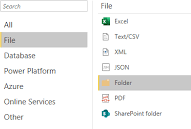 Search
All
File
Database
Power Platform
Azure
Online Services
Other
File
Excel
Text/CSV
XML
JSON
Folder
PDF
SharePoint folder